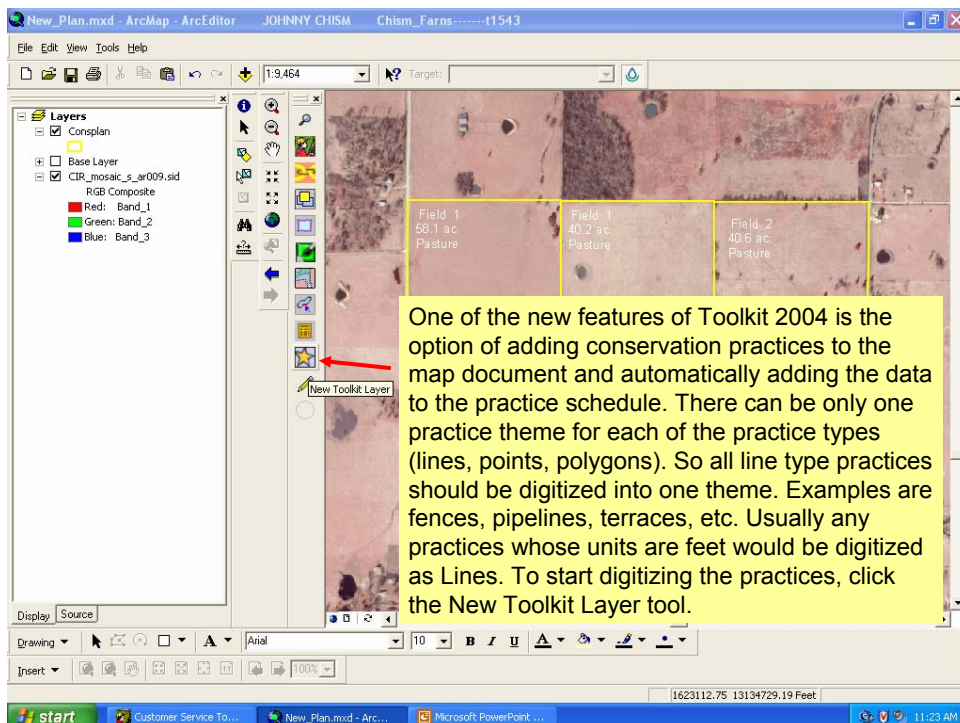 New_Plan.mxd - ArcMap - ArcEditor JOHNNY CHISM Chism_Farns-------t1543
File Edit View Tools Help
1:9,464 Target:
Layers
Consplan
Base Layer
CIR_mosaic_s_ar009.sid
RGB Composite
Red: Band_1
Green: Band_2
Blue: Band_3
Field 1
58.1 ac.
Pasture
Field 1
40.2 ac
Pasture
Field 2
40.6 ac.
Pasture
New Toolkit Layer
One of the new features of Toolkit 2004 is the
option of adding conservation practices to the
map document and automatically adding the data
to the practice schedule. There can be only one
practice theme for each of the practice types
(lines, points, polygons). So all line type practices
should be digitized into one theme. Examples are
fences, pipelines, terraces, etc. Usually any
practices whose units are feet would be digitized
as Lines. To start digitizing the practices, click
the New Toolkit Layer tool.
Display Source
Drawing A Arial 10 B I U A
Insert 100%
1623112.75 13134729.19 Feet
start Customer Service To... New_Plan.mxd - Arc... Microsoft PowerPoint ... 11:23 AM